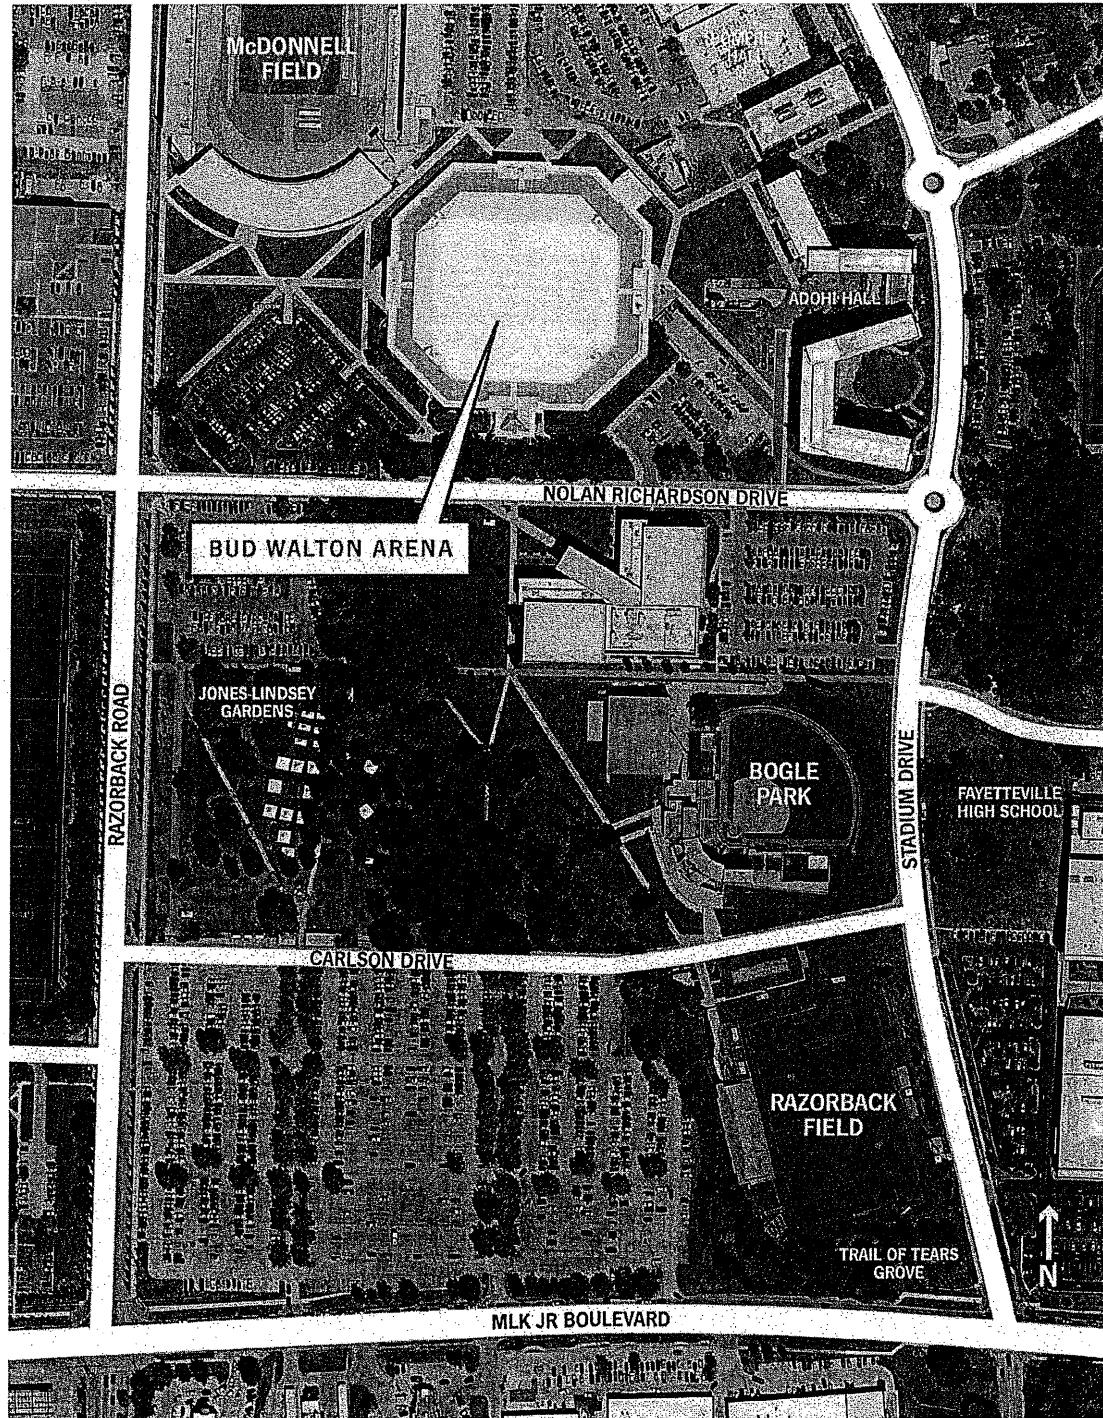 McDONNELL
FIELD
ADOHI HALL
NOLAN RICHARDSON DRIVE
BUD WALTON ARENA
JONES-LINDSEY
GARDENS
RAZORBACK ROAD
BOGLE
PARK
STADIUM DRIVE
FAYETTEVILLE
HIGH SCHOOL
CARLSON DRIVE
RAZORBACK
FIELD
TRAIL OF TEARS
GROVE
N
MLK JR BOULEVARD